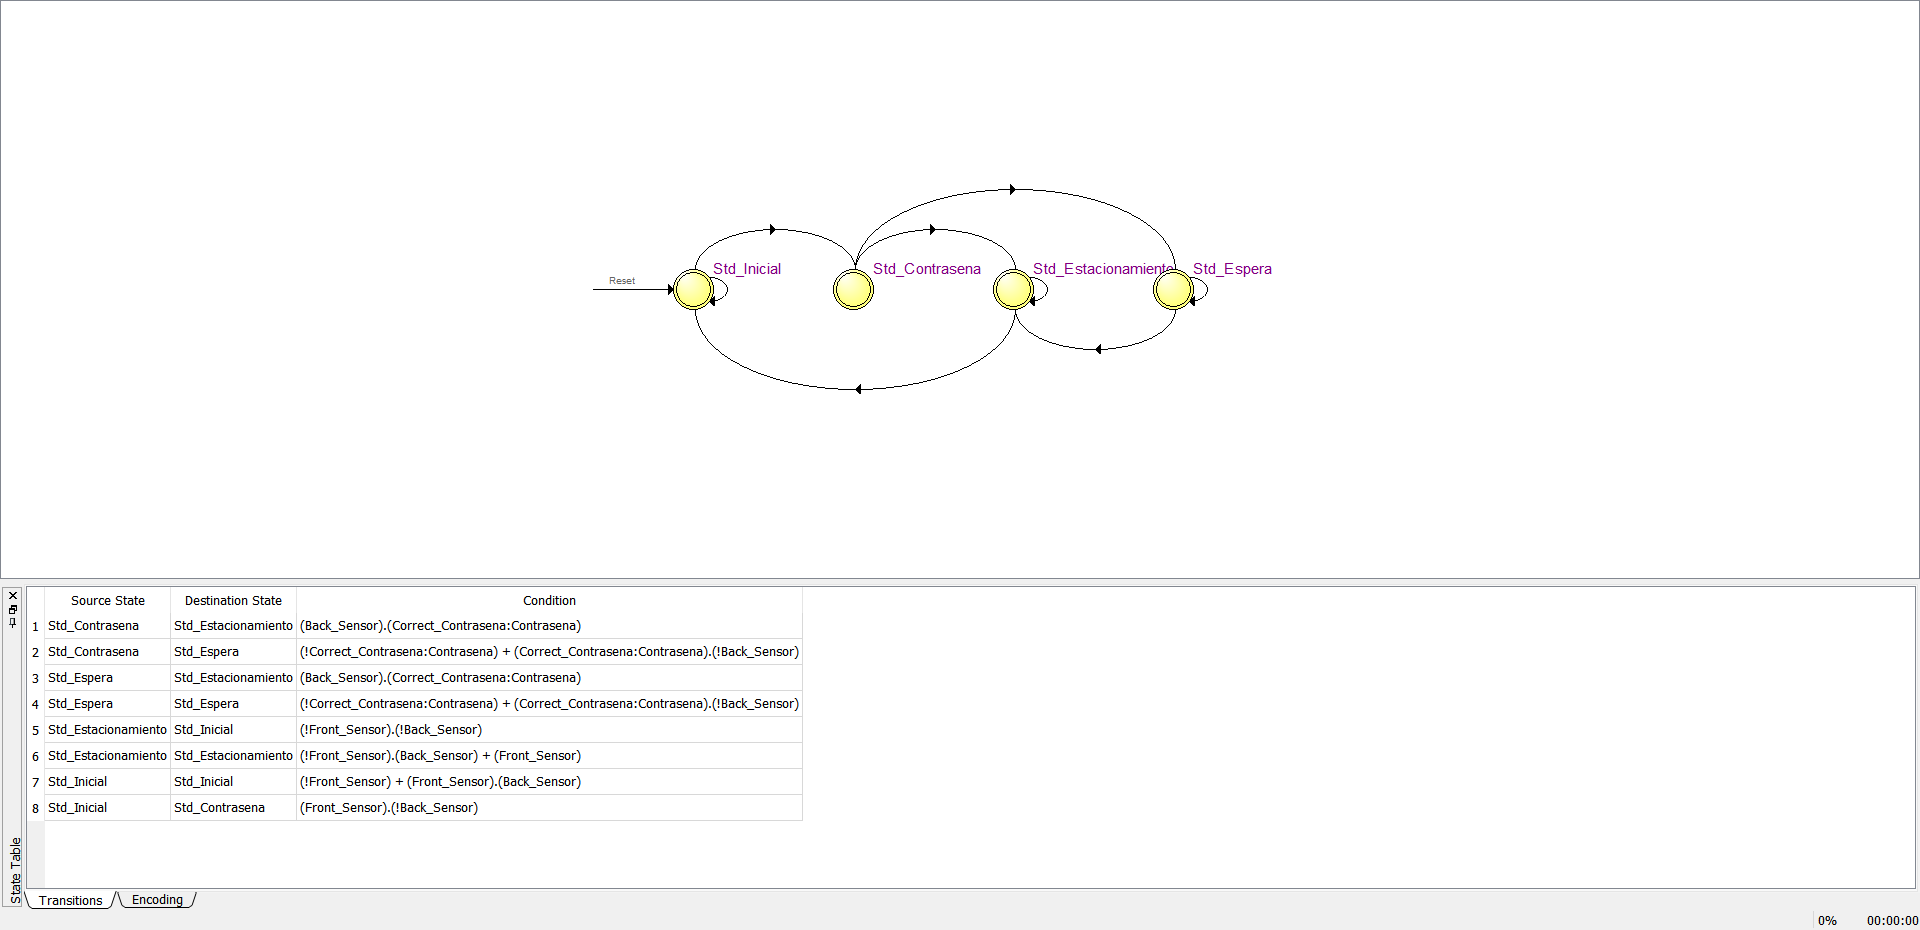 Reset
Std_Inicial
Std_Contrasena
Std_Estacionamiento
Std_Espera
State Table
Source State Destination State Condition
1 Std_Contrasena Std_Estacionamiento (Back_Sensor).(Correct_Contrasena:Contrasena)
2 Std_Contrasena Std_Espera (!Correct_Contrasena:Contrasena) + (Correct_Contrasena:Contrasena).(!Back_Sensor)
3 Std_Espera Std_Estacionamiento (Back_Sensor).(Correct_Contrasena:Contrasena)
4 Std_Espera Std_Espera (!Correct_Contrasena:Contrasena) + (Correct_Contrasena:Contrasena).(!Back_Sensor)
5 Std_Estacionamiento Std_Inicial (!Front_Sensor).(!Back_Sensor)
6 Std_Estacionamiento Std_Estacionamiento (!Front_Sensor).(Back_Sensor) + (Front_Sensor)
7 Std_Inicial Std_Inicial (!Front_Sensor) + (Front_Sensor).(Back_Sensor)
8 Std_Inicial Std_Contrasena (Front_Sensor).(!Back_Sensor)
Transitions Encoding
0% 00:00:00